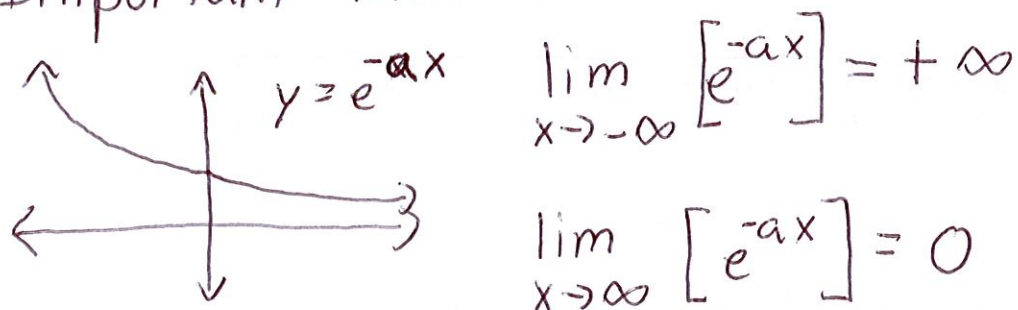 y = e^{-ax}
lim_{x→-∞} [e^{-ax}] = +∞
lim_{x→∞} [e^{-ax}] = 0